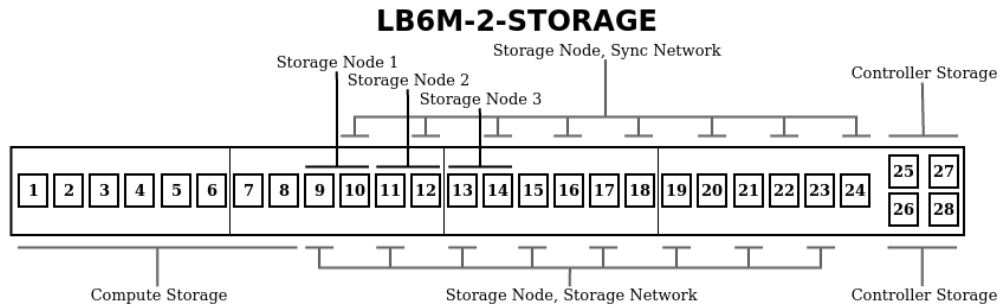 LB6M-2-STORAGE
Storage Node, Sync Network
Storage Node 1
Controller Storage
Storage Node 2
Storage Node 3
1 2 3 4 5 6 7 8 9 10 11 12 13 14 15 16 17 18 19 20 21 22 23 24
25 27
26 28
Compute Storage
Storage Node, Storage Network
Controller Storage